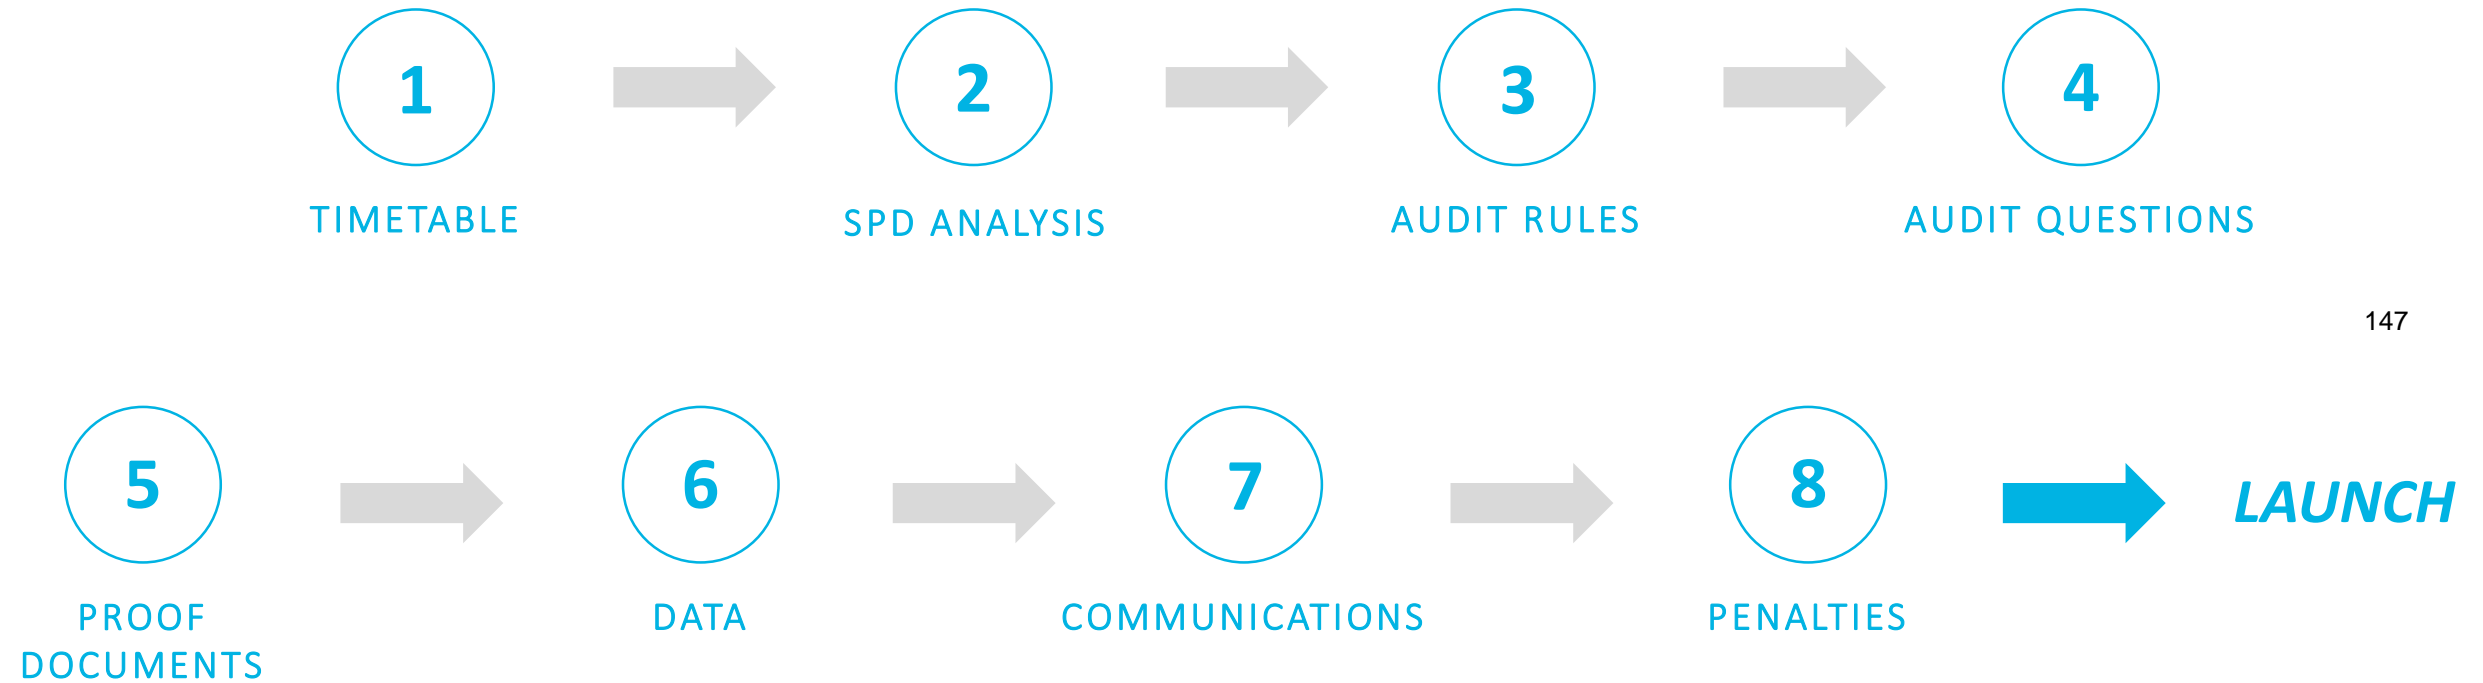 1
TIMETABLE
2
SPD ANALYSIS
3
AUDIT RULES
4
AUDIT QUESTIONS
147
5
PROOF
DOCUMENTS
6
DATA
7
COMMUNICATIONS
8
PENALTIES
LAUNCH